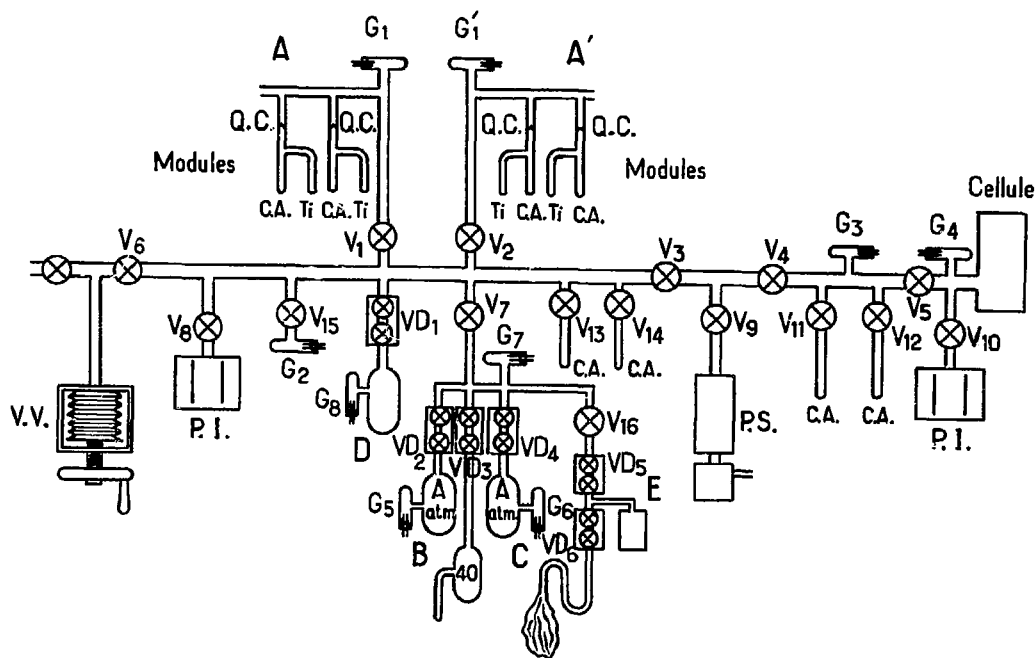 G₁
G₁′
A
A′
Q.C.
Q.C.
Q.C.
Q.C.
Modules
Modules
C.A. Ti C.A. Ti
Ti C.A. Ti C.A.
Cellule
V₁
V₂
V₃
V₄
G₃
G₄
V₆
V₅
V₈
V₁₅
VD₁
V₇
V₁₃
V₁₄
V₉
V₁₁
V₁₂
V₁₀
G₂
G₇
C.A.
C.A.
G₈
V.V.
P.I.
D
VD₂
VD₃
VD₄
V₁₆
P.S.
C.A.
C.A.
P.I.
VD₅
E
G₅
A
atm
A
atm.
G₆
B
C
VD₆
40